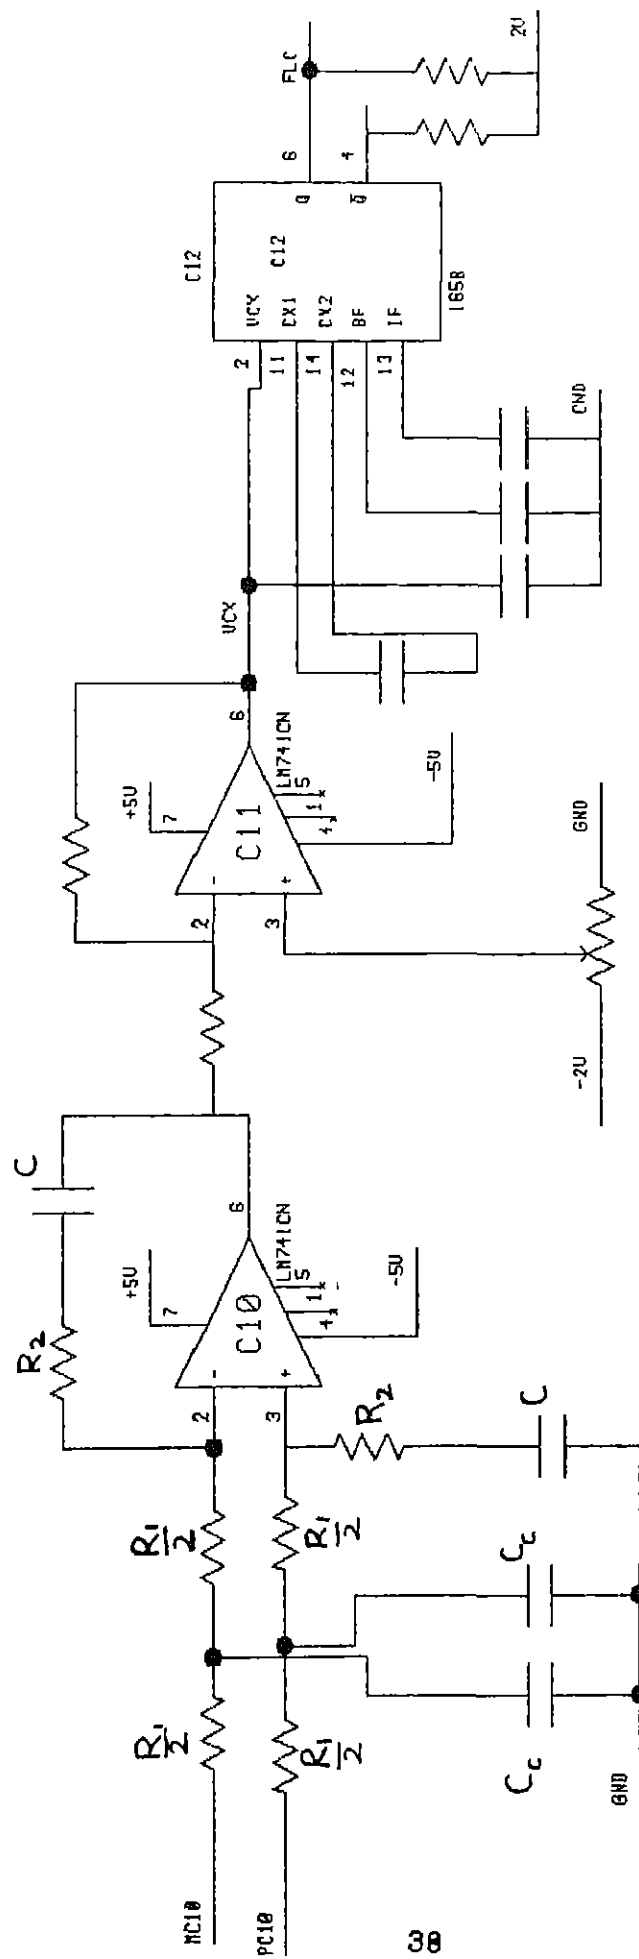 MC10
PC10
R1/2
R1/2
R1/2
R1/2
Cc
Cc
GND
R2
C
2
3
-
+
C10
LM741CN
+5V
7
6
5
1
4
-5V
R2
C
2
3
-
+
C11
LM741CN
+5V
7
6
5
1
4
-5V
-2V
GND
VCX
C12
C12
1658
2
11
14
12
13
VCX
CX1
CX2
BF
IF
Q
Q̅
6
4
FLC
2V
GND
38